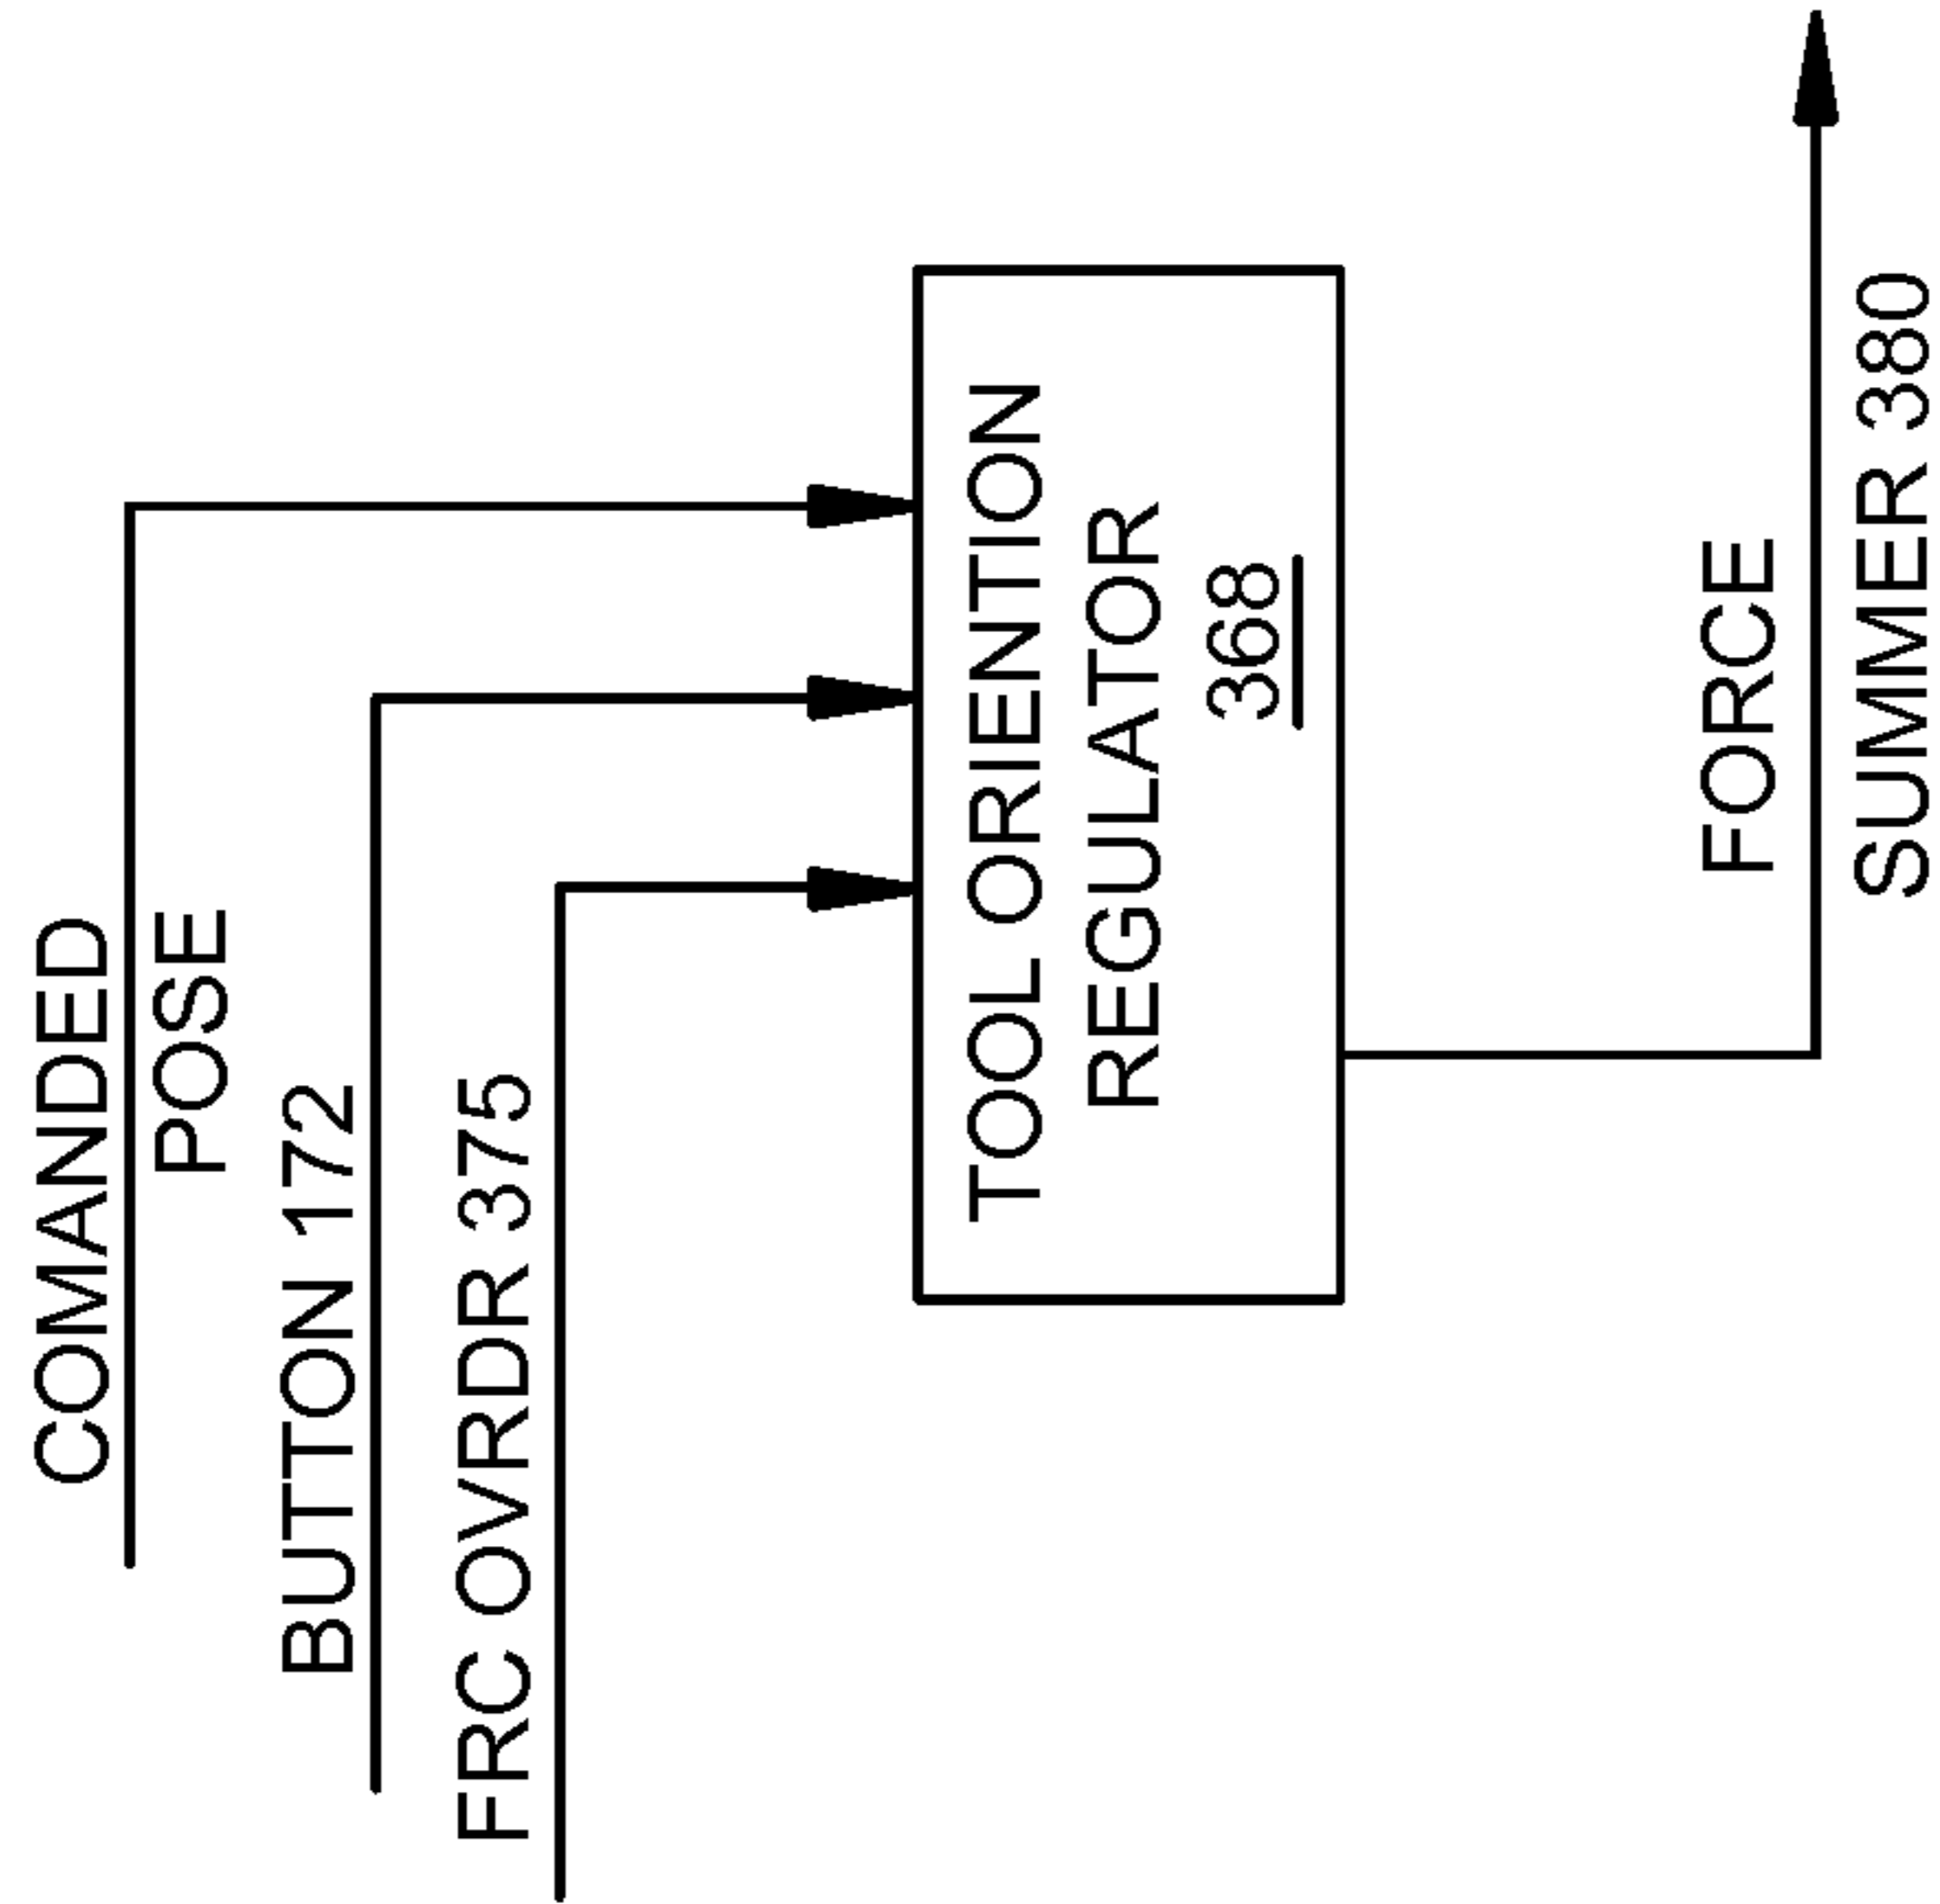 COMANDED
POSE
BUTTON 172
FRC OVRDR 375
TOOL ORIENTION
REGULATOR
368
FORCE
SUMMER 380